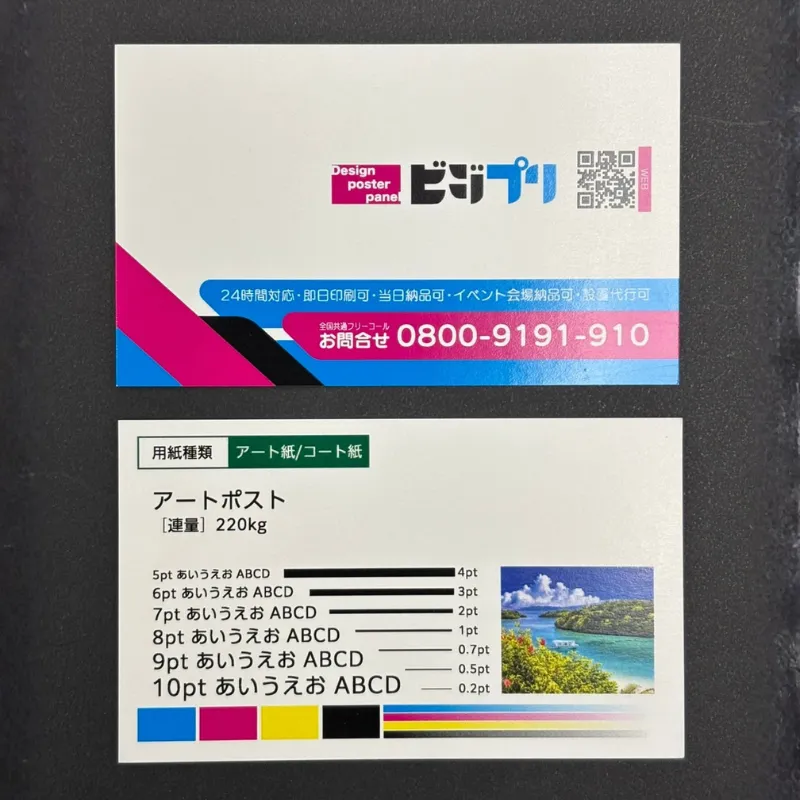 Design
poster
panel
ビジプリ
WEB
24時間対応・即日印刷可・当日納品可・イベント会場納品可・設置代行可
全国共通フリーコール
お問合せ 0800-9191-910
用紙種類 アート紙/コート紙
アートポスト
［連量］220kg
5pt あいうえお ABCD 4pt
6pt あいうえお ABCD 3pt
7pt あいうえお ABCD 2pt
8pt あいうえお ABCD 1pt
9pt あいうえお ABCD 0.7pt
0.5pt
10pt あいうえお ABCD 0.2pt